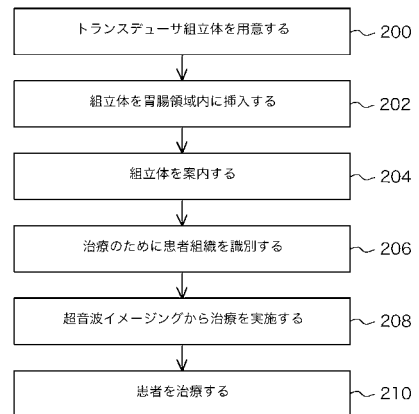 トランスデューサ組立体を用意する 200
組立体を胃腸領域内に挿入する 202
組立体を案内する 204
治療のために患者組織を識別する 206
超音波イメージングから治療を実施する 208
患者を治療する 210